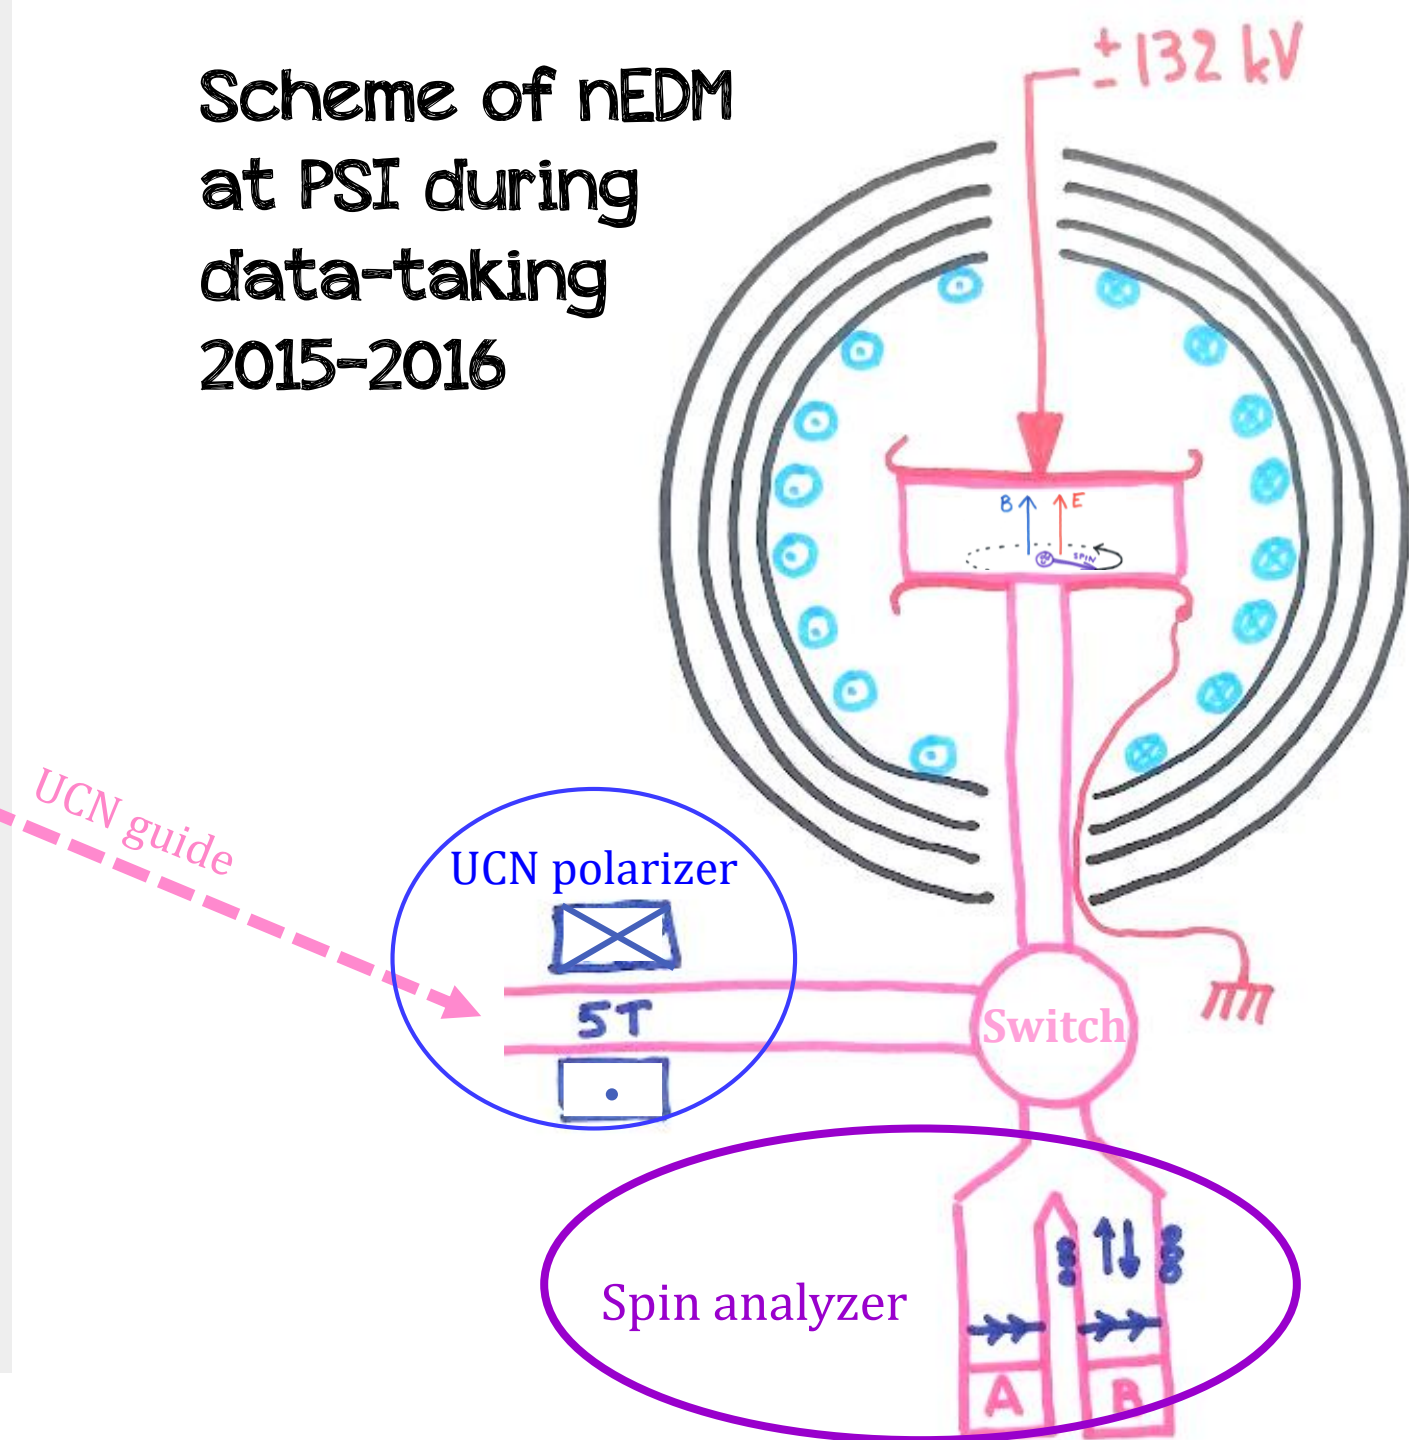 Scheme of nEDM
at PSI during
data-taking
2015-2016
±132 kV
B E
SPIN
UCN guide
UCN polarizer
5T
Switch
Spin analyzer
A B